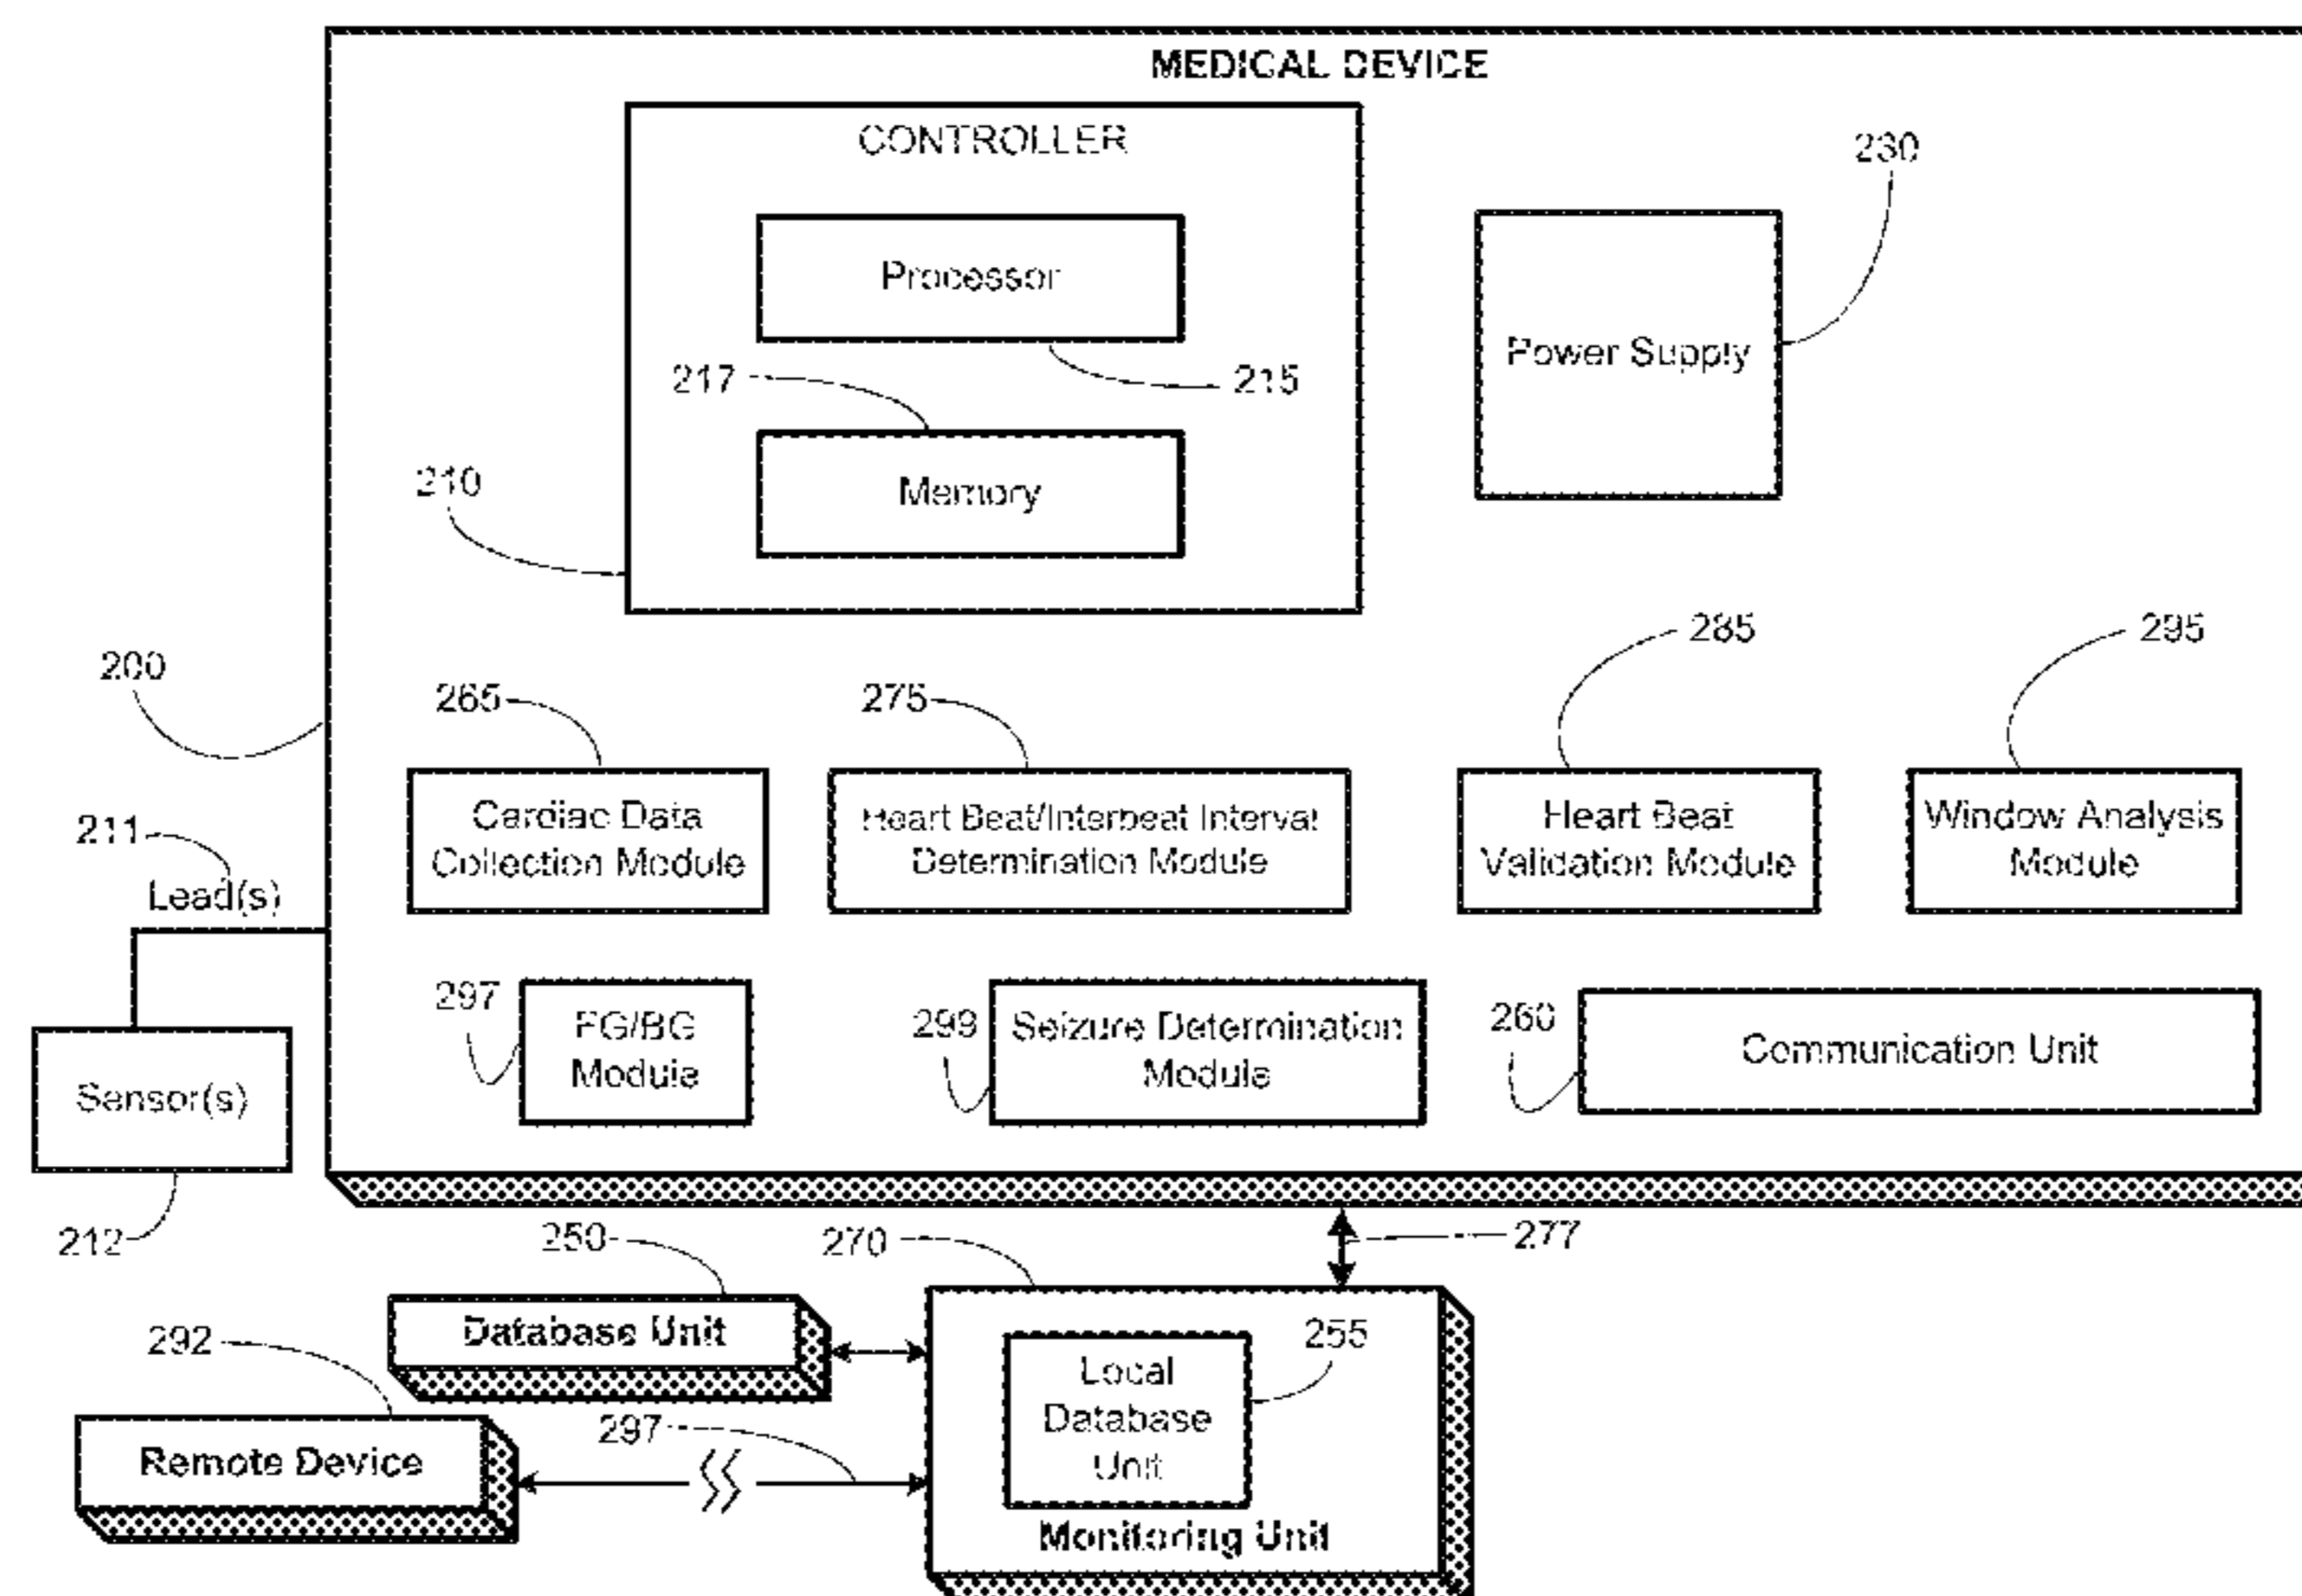 MEDICAL DEVICE
CONTROLLER
230
Processor
Power Supply
217
215
210
Memory
285
295
200
265
275
211
Cardiac Data
Collection Module
Heart Beat/Interbeat Interval
Determination Module
Heart Beat
Validation Module
Window Analysis
Module
Lead(s)
297
FG/BG
Module
299
Seizure Determination
Module
260
Communication Unit
Sensor(s)
212
250
270
277
Database Unit
255
292
Local
Database
Unit
297
Remote Device
Monitoring Unit